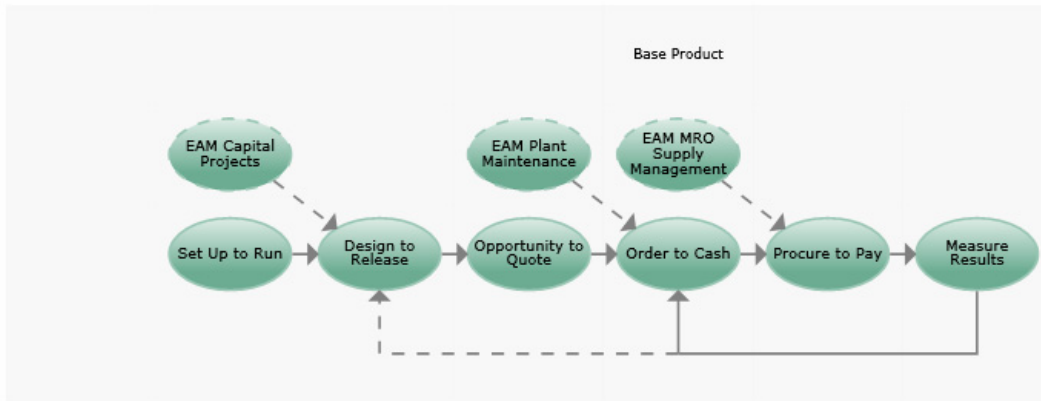 Base Product
EAM Capital
Projects
EAM Plant
Maintenance
EAM MRO
Supply
Management
Set Up to Run
Design to
Release
Opportunity to
Quote
Order to Cash
Procure to Pay
Measure
Results